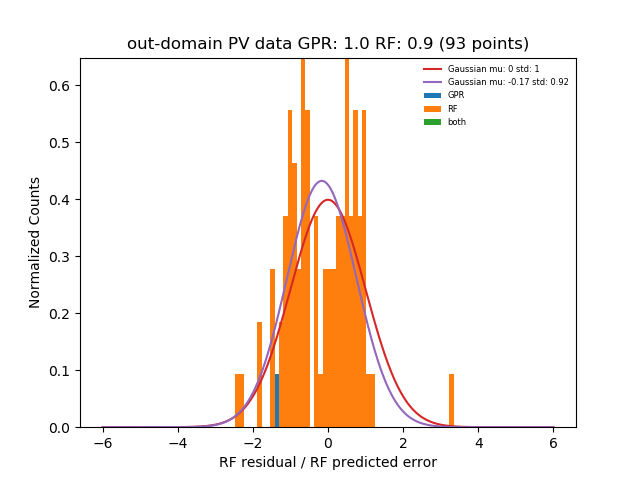 out-domain PV data GPR: 1.0 RF: 0.9 (93 points)
Gaussian mu: 0 std: 1
Gaussian mu: -0.17 std: 0.92
GPR
RF
both
Normalized Counts
0.6
0.5
0.4
0.3
0.2
0.1
0.0
−6 −4 −2 0 2 4 6
RF residual / RF predicted error